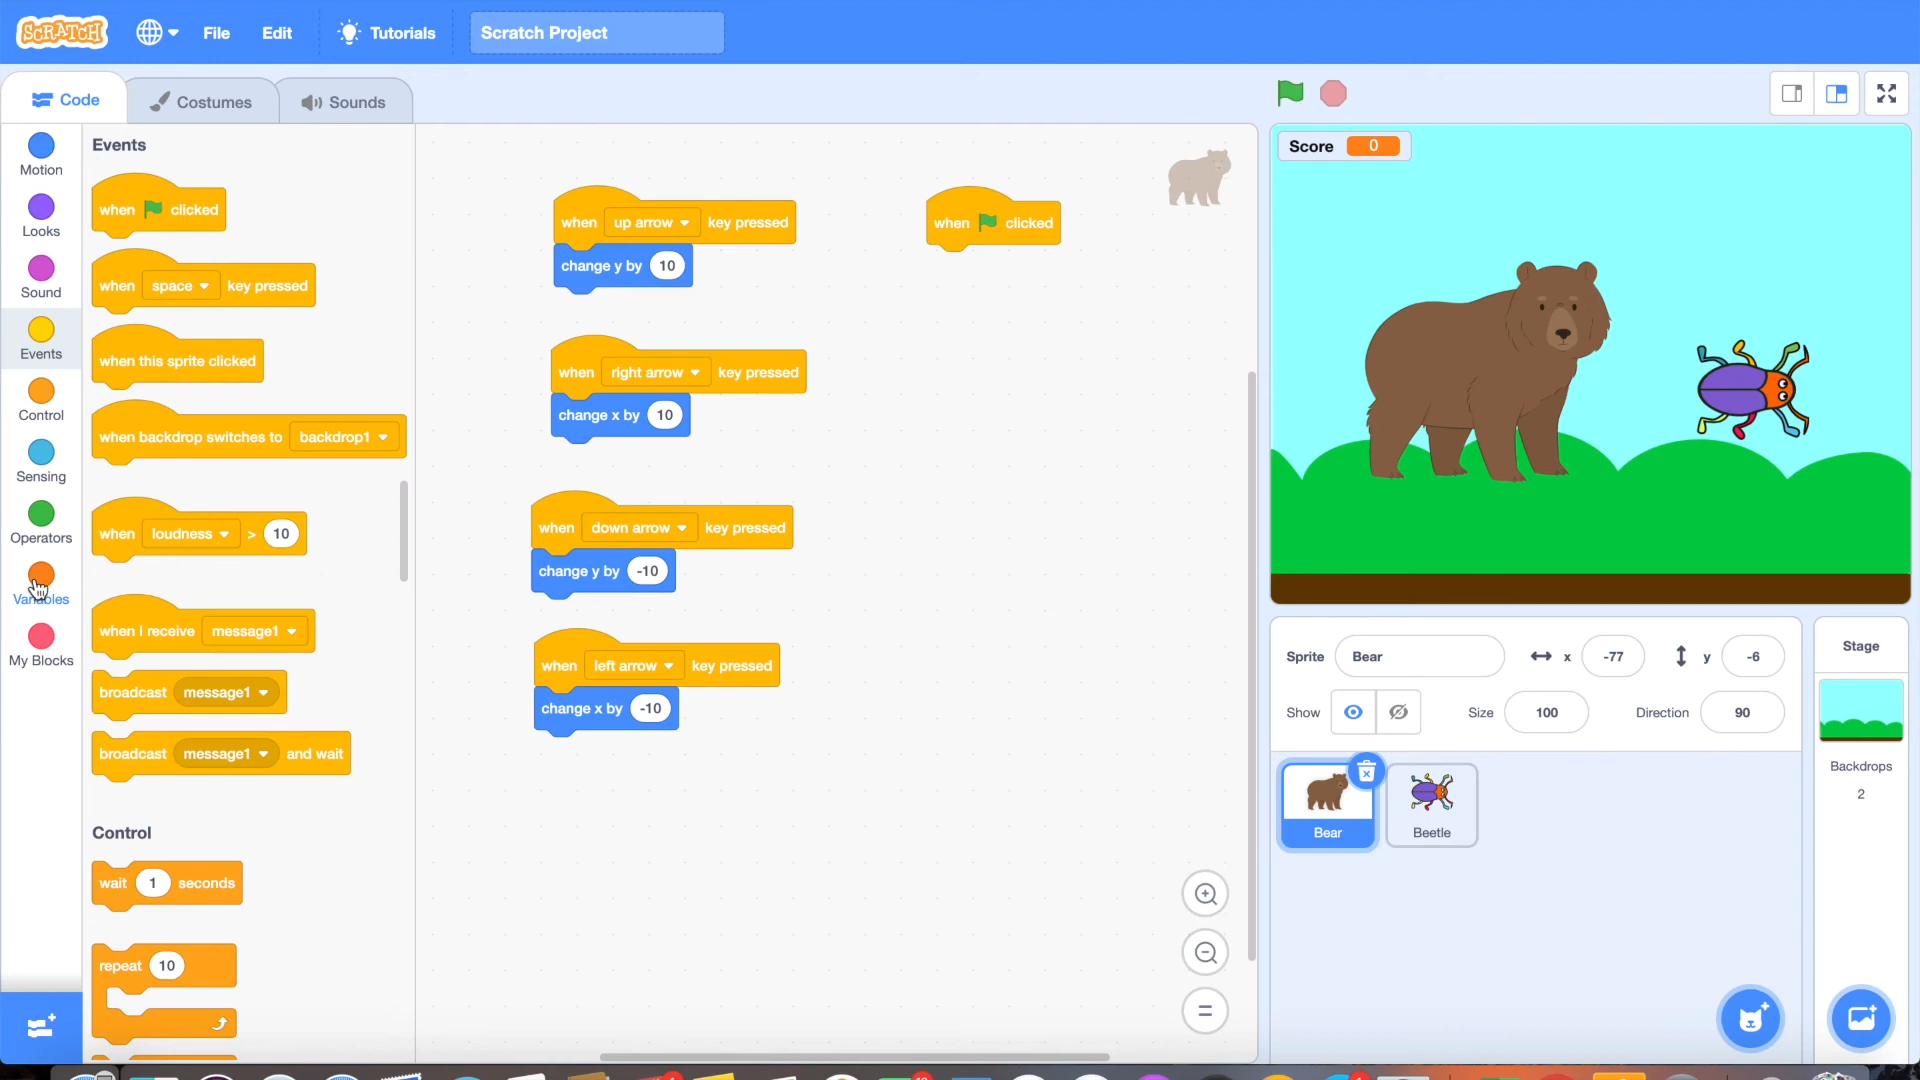 SCRATCH File Edit Tutorials Scratch Project
Code Costumes Sounds
Motion
Looks
Sound
Events
Control
Sensing
Operators
Variables
My Blocks
Events
when clicked
when space key pressed
when this sprite clicked
when backdrop switches to backdrop1
when loudness > 10
when I receive message1
broadcast message1
broadcast message1 and wait
Control
wait 1 seconds
repeat 10
when up arrow key pressed
change y by 10
when right arrow key pressed
change x by 10
when down arrow key pressed
change y by -10
when left arrow key pressed
change x by -10
when clicked
Score 0
Sprite Bear x -77 y -6
Show Size 100 Direction 90
Bear
Beetle
Stage
Backdrops
2